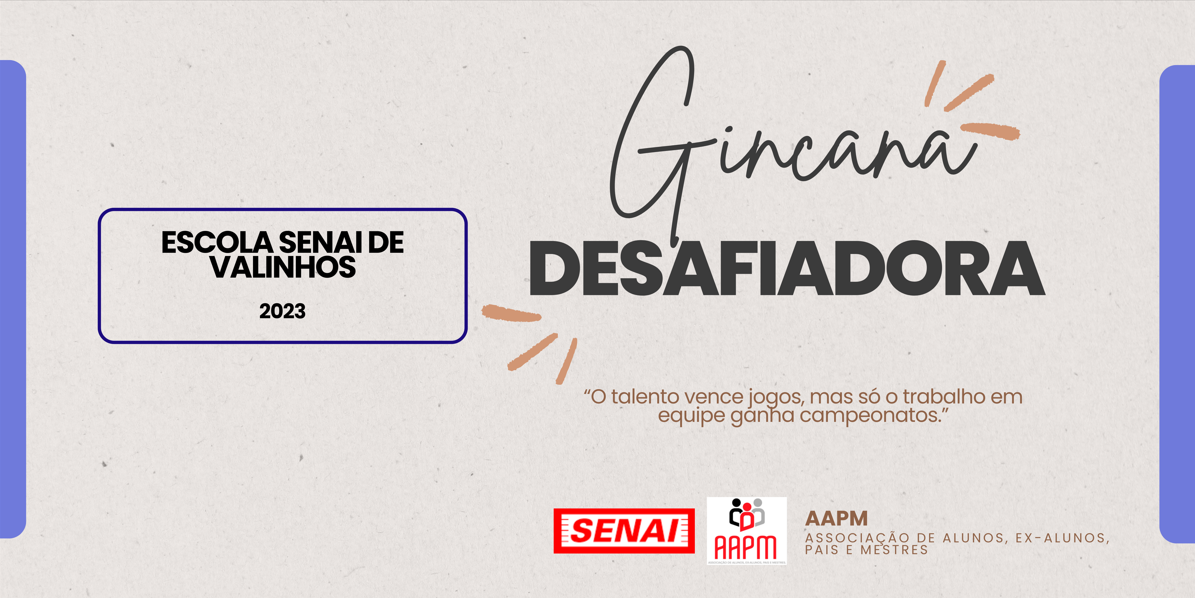 Gincana
DESAFIADORA
ESCOLA SENAI DE
VALINHOS
2023
“O talento vence jogos, mas só o trabalho em
equipe ganha campeonatos.”
SENAI
AAPM
AAPM
ASSOCIAÇÃO DE ALUNOS, EX-ALUNOS,
PAIS E MESTRES